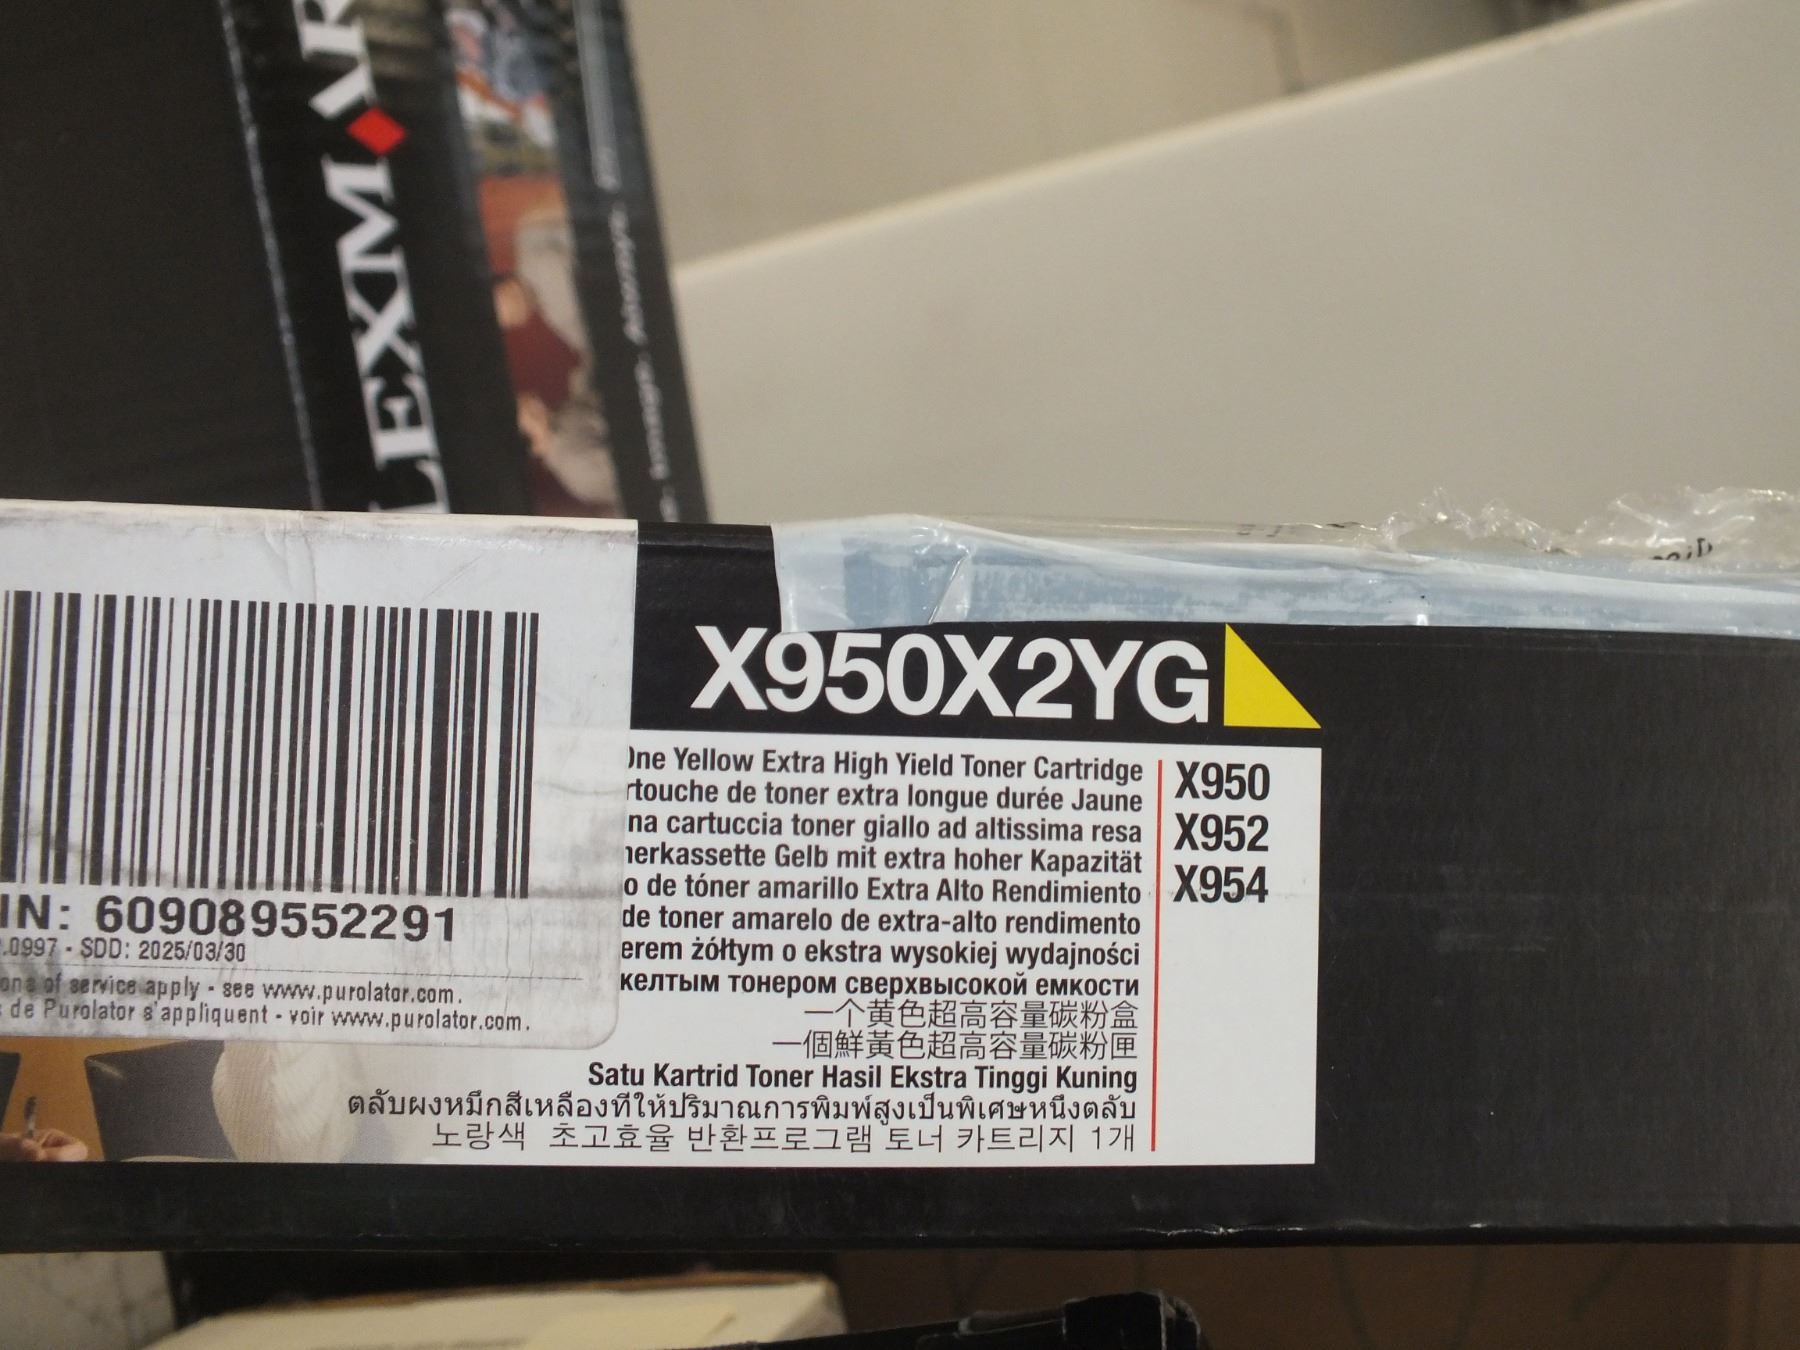 LEXMAR
X950X2YG
One Yellow Extra High Yield Toner Cartridge
rtouche de toner extra longue durée Jaune
na cartuccia toner giallo ad altissima resa
nerkassette Gelb mit extra hoher Kapazität
o de tóner amarillo Extra Alto Rendimiento
de toner amarelo de extra-alto rendimento
erem żółtym o ekstra wysokiej wydajności
желтым тонером сверхвысокой емкости
一个黄色超高容量碳粉盒
一個鮮黃色超高容量碳粉匣
Satu Kartrid Toner Hasil Ekstra Tinggi Kuning
ตลับผงหมึกสีเหลืองที่ให้ปริมาณการพิมพ์สูงเป็นพิเศษหนึ่งตลับ
노랑색 초고효율 반환프로그램 토너 카트리지 1개
X950
X952
X954
IN: 609089552291
.0997 - SDD: 2025/03/30
ons of service apply - see www.purolator.com.
de Purolator s'appliquent - voir www.purolator.com.